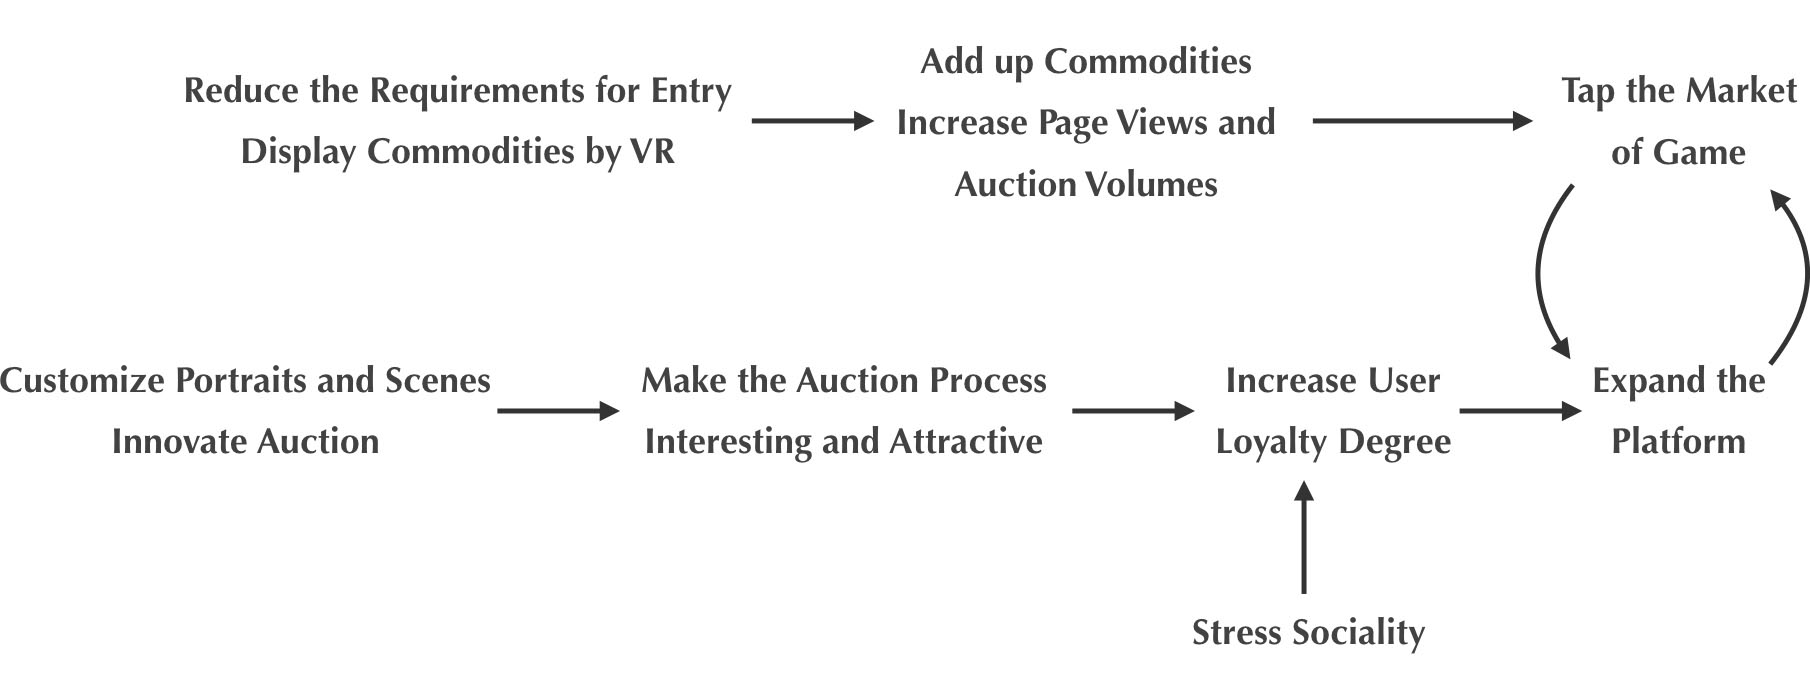 Reduce the Requirements for Entry
Display Commodities by VR
Add up Commodities
Increase Page Views and
Auction Volumes
Tap the Market
of Game
Customize Portraits and Scenes
Innovate Auction
Make the Auction Process
Interesting and Attractive
Increase User
Loyalty Degree
Expand the
Platform
Stress Sociality